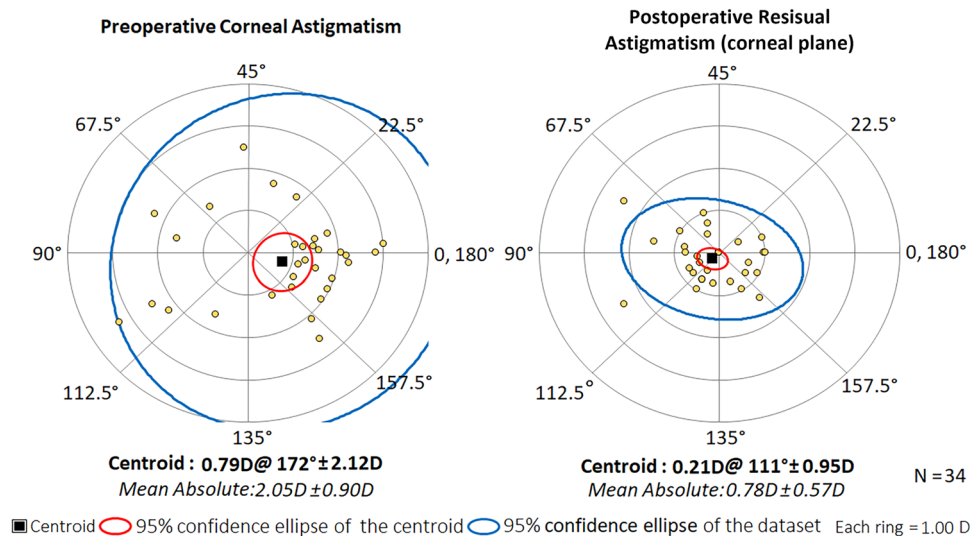 Preoperative Corneal Astigmatism
45°
67.5°
22.5°
90°
0, 180°
112.5°
157.5°
135°
Centroid : 0.79D@ 172°±2.12D
Mean Absolute:2.05D±0.90D
Postoperative Resisual
Astigmatism (corneal plane)
45°
67.5°
22.5°
90°
0, 180°
112.5°
157.5°
135°
Centroid : 0.21D@ 111°±0.95D
Mean Absolute:0.78D±0.57D
N =34
Centroid 95% confidence ellipse of the centroid 95% confidence ellipse of the dataset Each ring =1.00 D